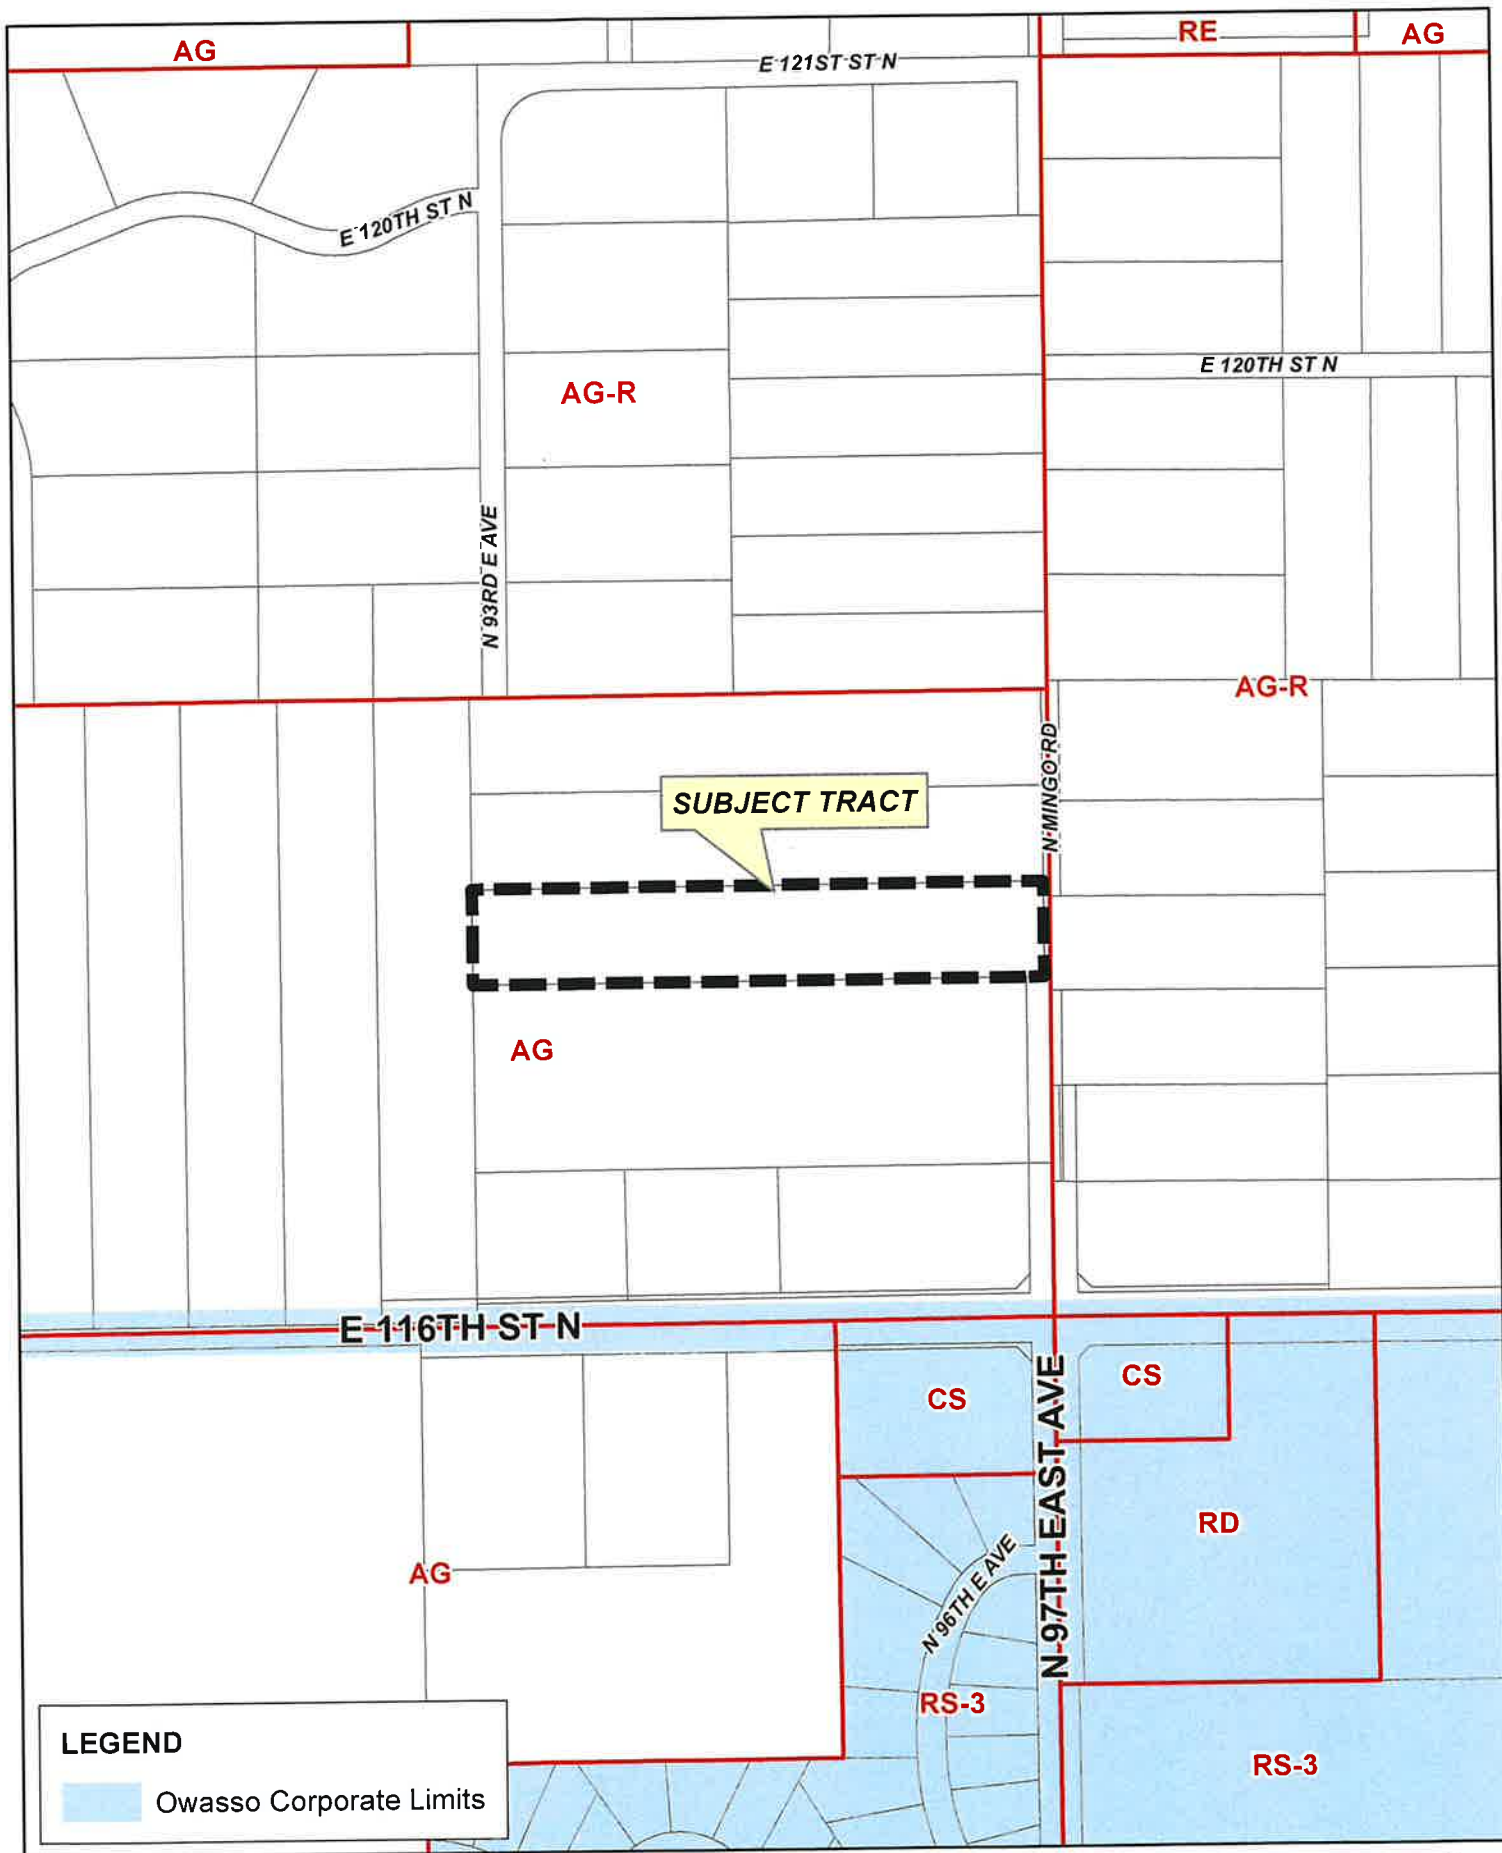 AG
RE
AG
E 121ST ST N
E 120TH ST N
E 120TH ST N
AG-R
N 93RD E AVE
AG-R
N MINGO RD
SUBJECT TRACT
AG
E 116TH ST N
CS
CS
N 97TH EAST AVE
RD
AG
N 96TH E AVE
RS-3
RS-3
LEGEND
Owasso Corporate Limits